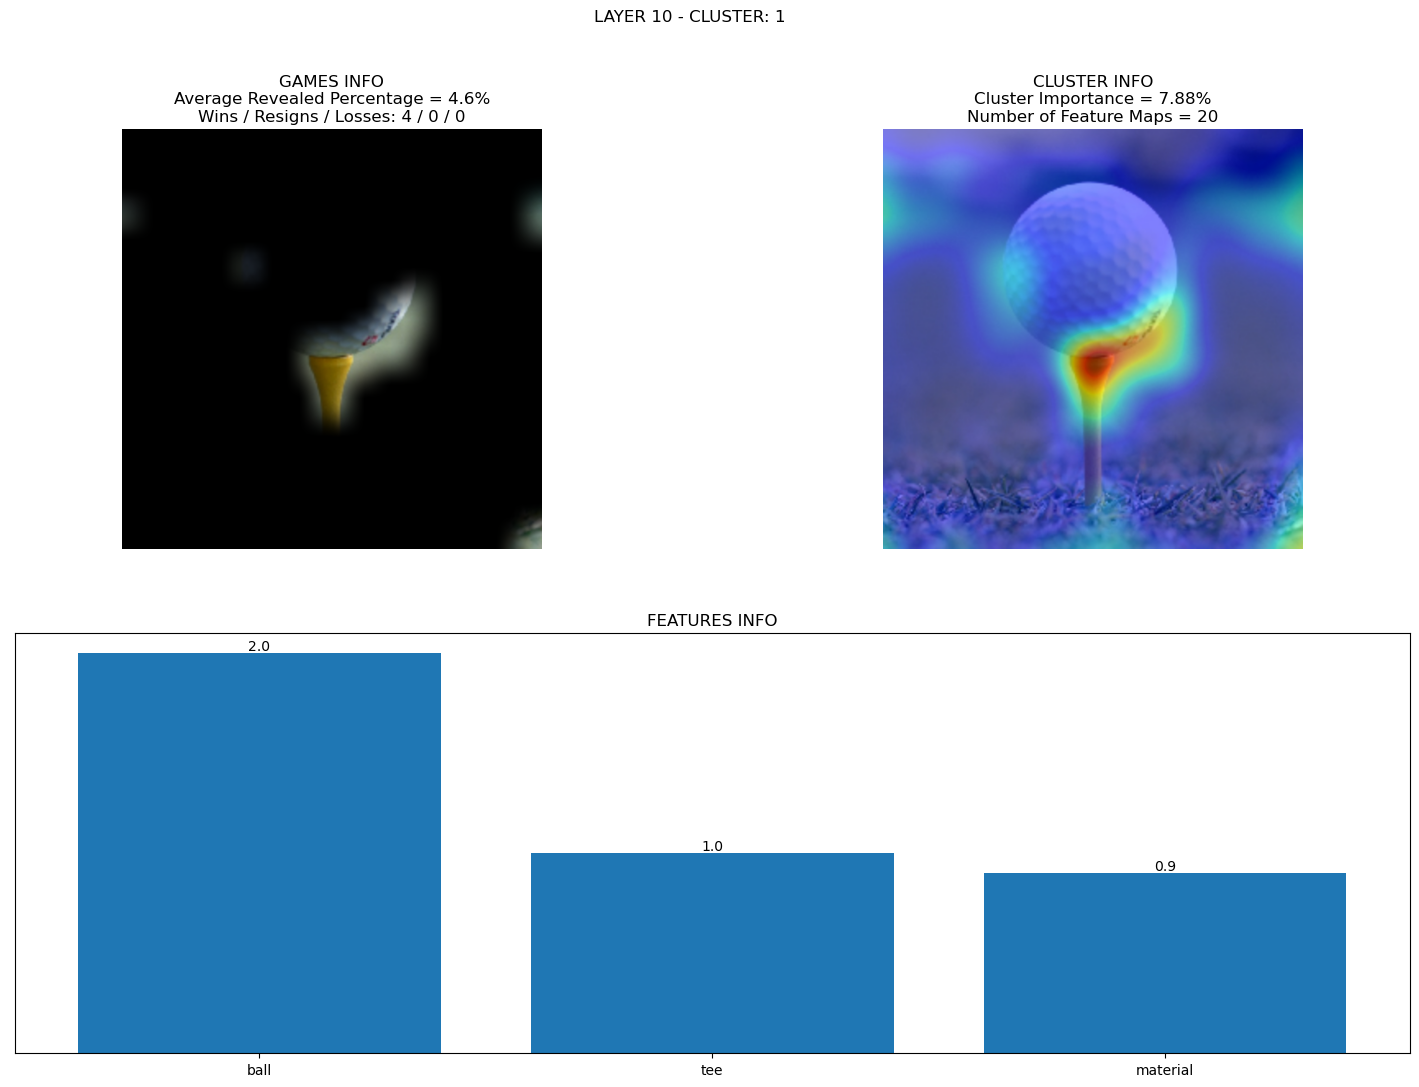 LAYER 10 - CLUSTER: 1
GAMES INFO
Average Revealed Percentage = 4.6%
Wins / Resigns / Losses: 4 / 0 / 0
CLUSTER INFO
Cluster Importance = 7.88%
Number of Feature Maps = 20
FEATURES INFO
2.0
1.0
0.9
ball
tee
material